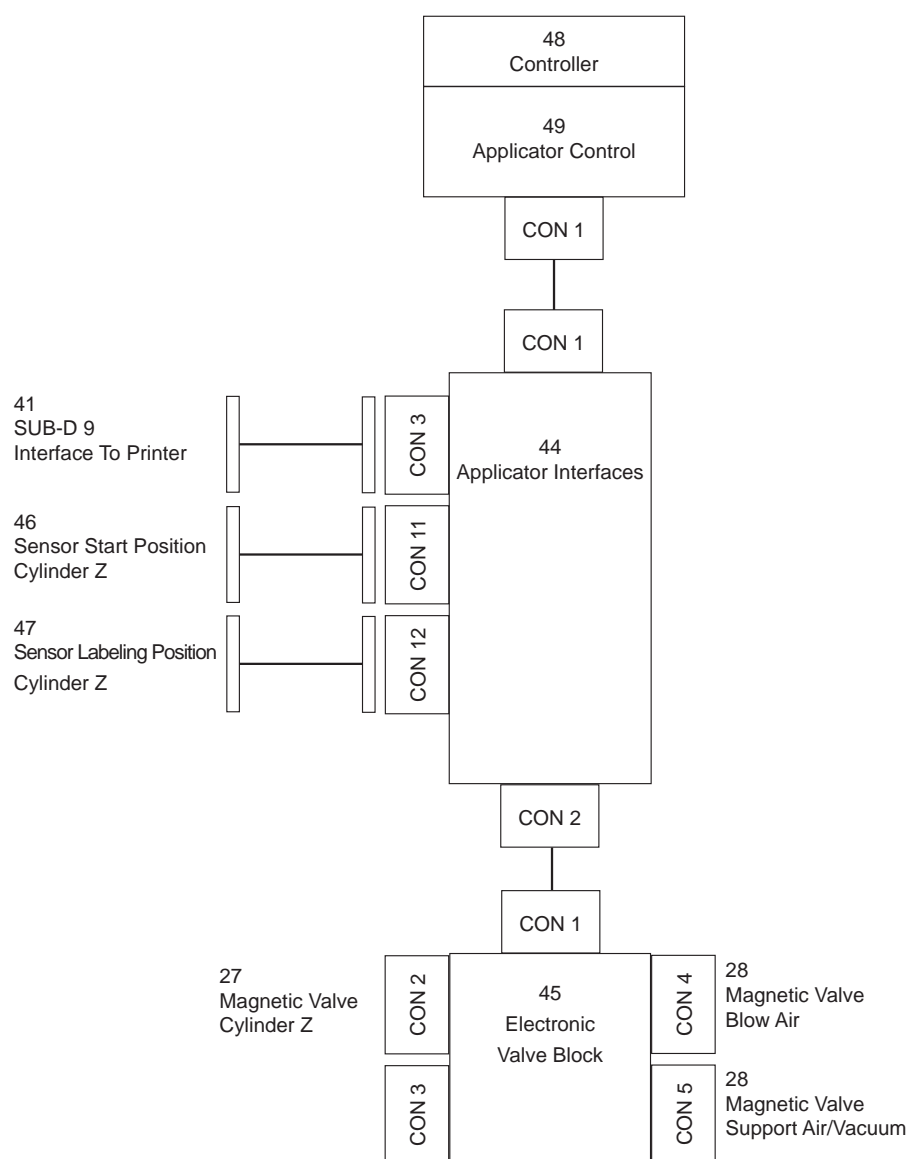 48
Controller
49
Applicator Control
CON 1
CON 1
41
SUB-D 9
Interface To Printer
CON 3
44
Applicator Interfaces
46
Sensor Start Position
Cylinder Z
CON 11
47
Sensor Labeling Position
Cylinder Z
CON 12
CON 2
CON 1
27
Magnetic Valve
Cylinder Z
CON 2
45
Electronic
Valve Block
CON 4
28
Magnetic Valve
Blow Air
CON 3
CON 5
28
Magnetic Valve
Support Air/Vacuum